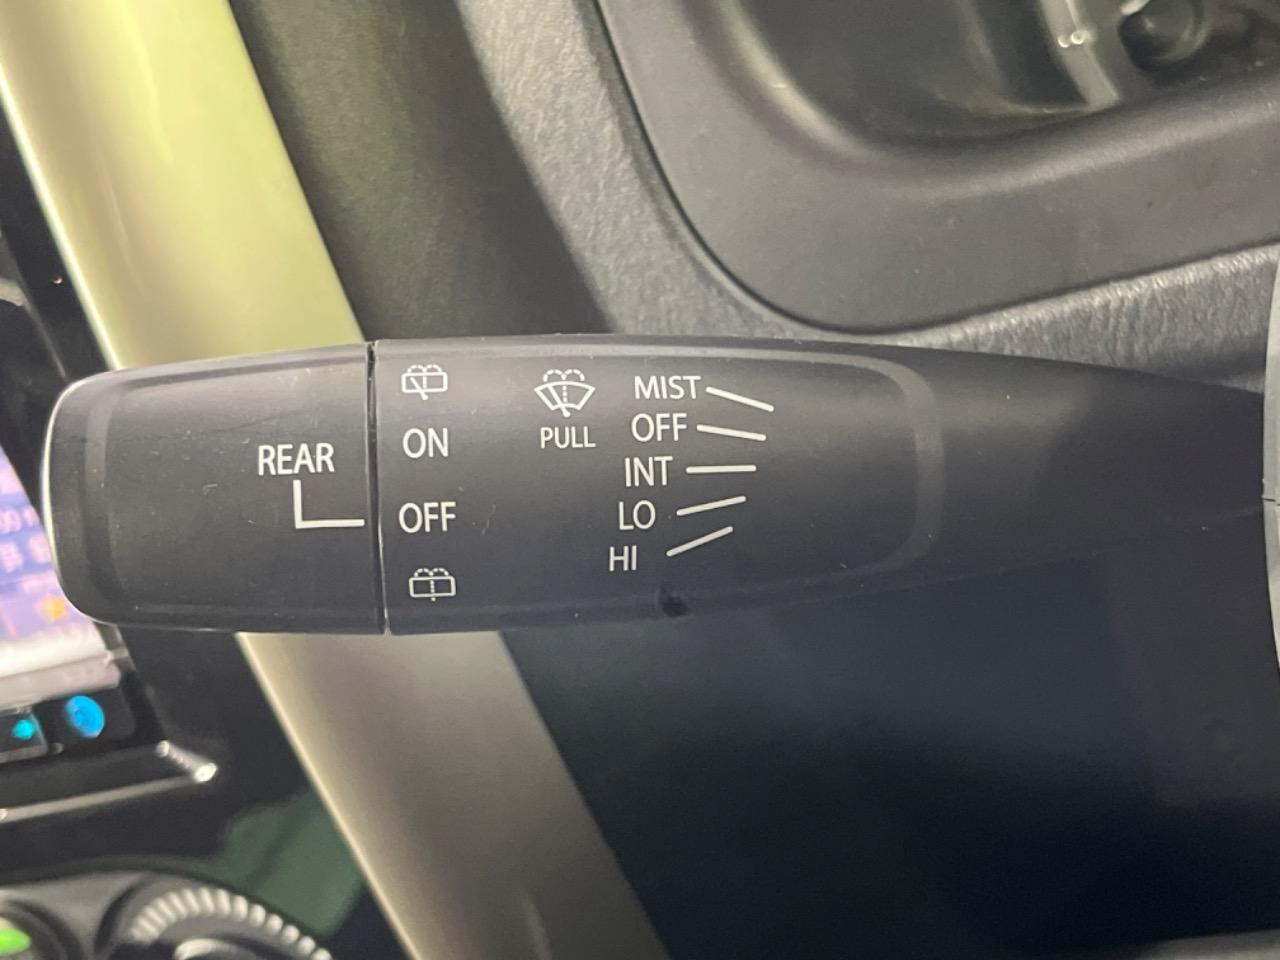 REAR
ON
OFF
PULL
MIST
OFF
INT
LO
HI